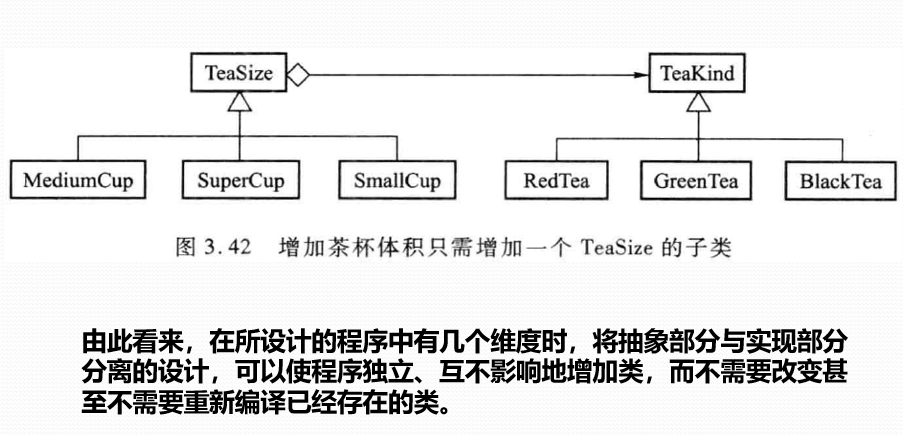 TeaSize TeaKind
MediumCup SuperCup SmallCup RedTea GreenTea BlackTea
图 3.42 增加茶杯体积只需增加一个 TeaSize 的子类
由此看来，在所设计的程序中有几个维度时，将抽象部分与实现部分
分离的设计，可以使程序独立、互不影响地增加类，而不需要改变甚
至不需要重新编译已经存在的类。